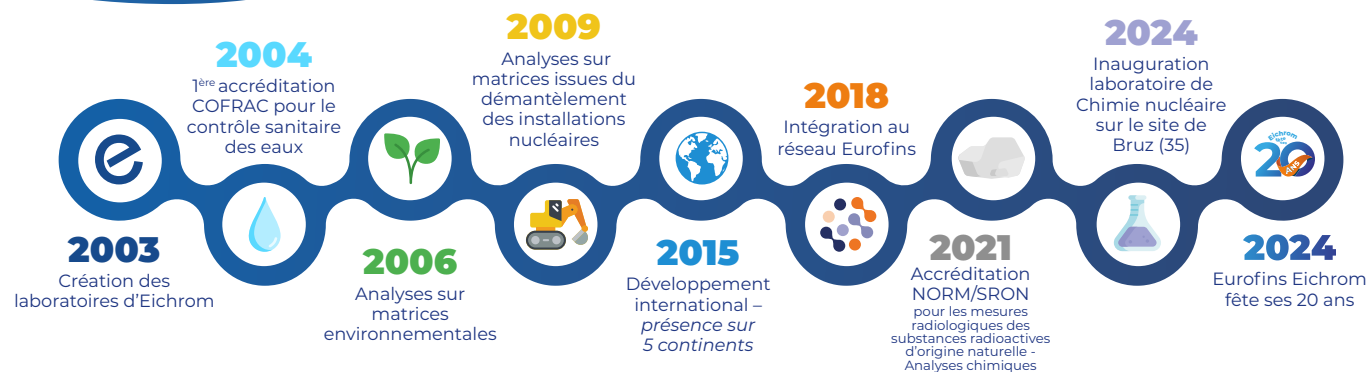 2003
Création des
laboratoires d’Eichrom
2004
1ère accréditation
COFRAC pour le
contrôle sanitaire
des eaux
2006
Analyses sur
matrices
environnementales
2009
Analyses sur
matrices issues du
démantèlement
des installations
nucléaires
2015
Développement
international –
présence sur
5 continents
2018
Intégration au
réseau Eurofins
2021
Accréditation
NORM/SRON
pour les mesures
radiologiques des
substances radioactives
d’origine naturelle -
Analyses chimiques
2024
Inauguration
laboratoire de
Chimie nucléaire
sur le site de
Bruz (35)
Eichrom
fête ses
20
ANS
2024
Eurofins Eichrom
fête ses 20 ans